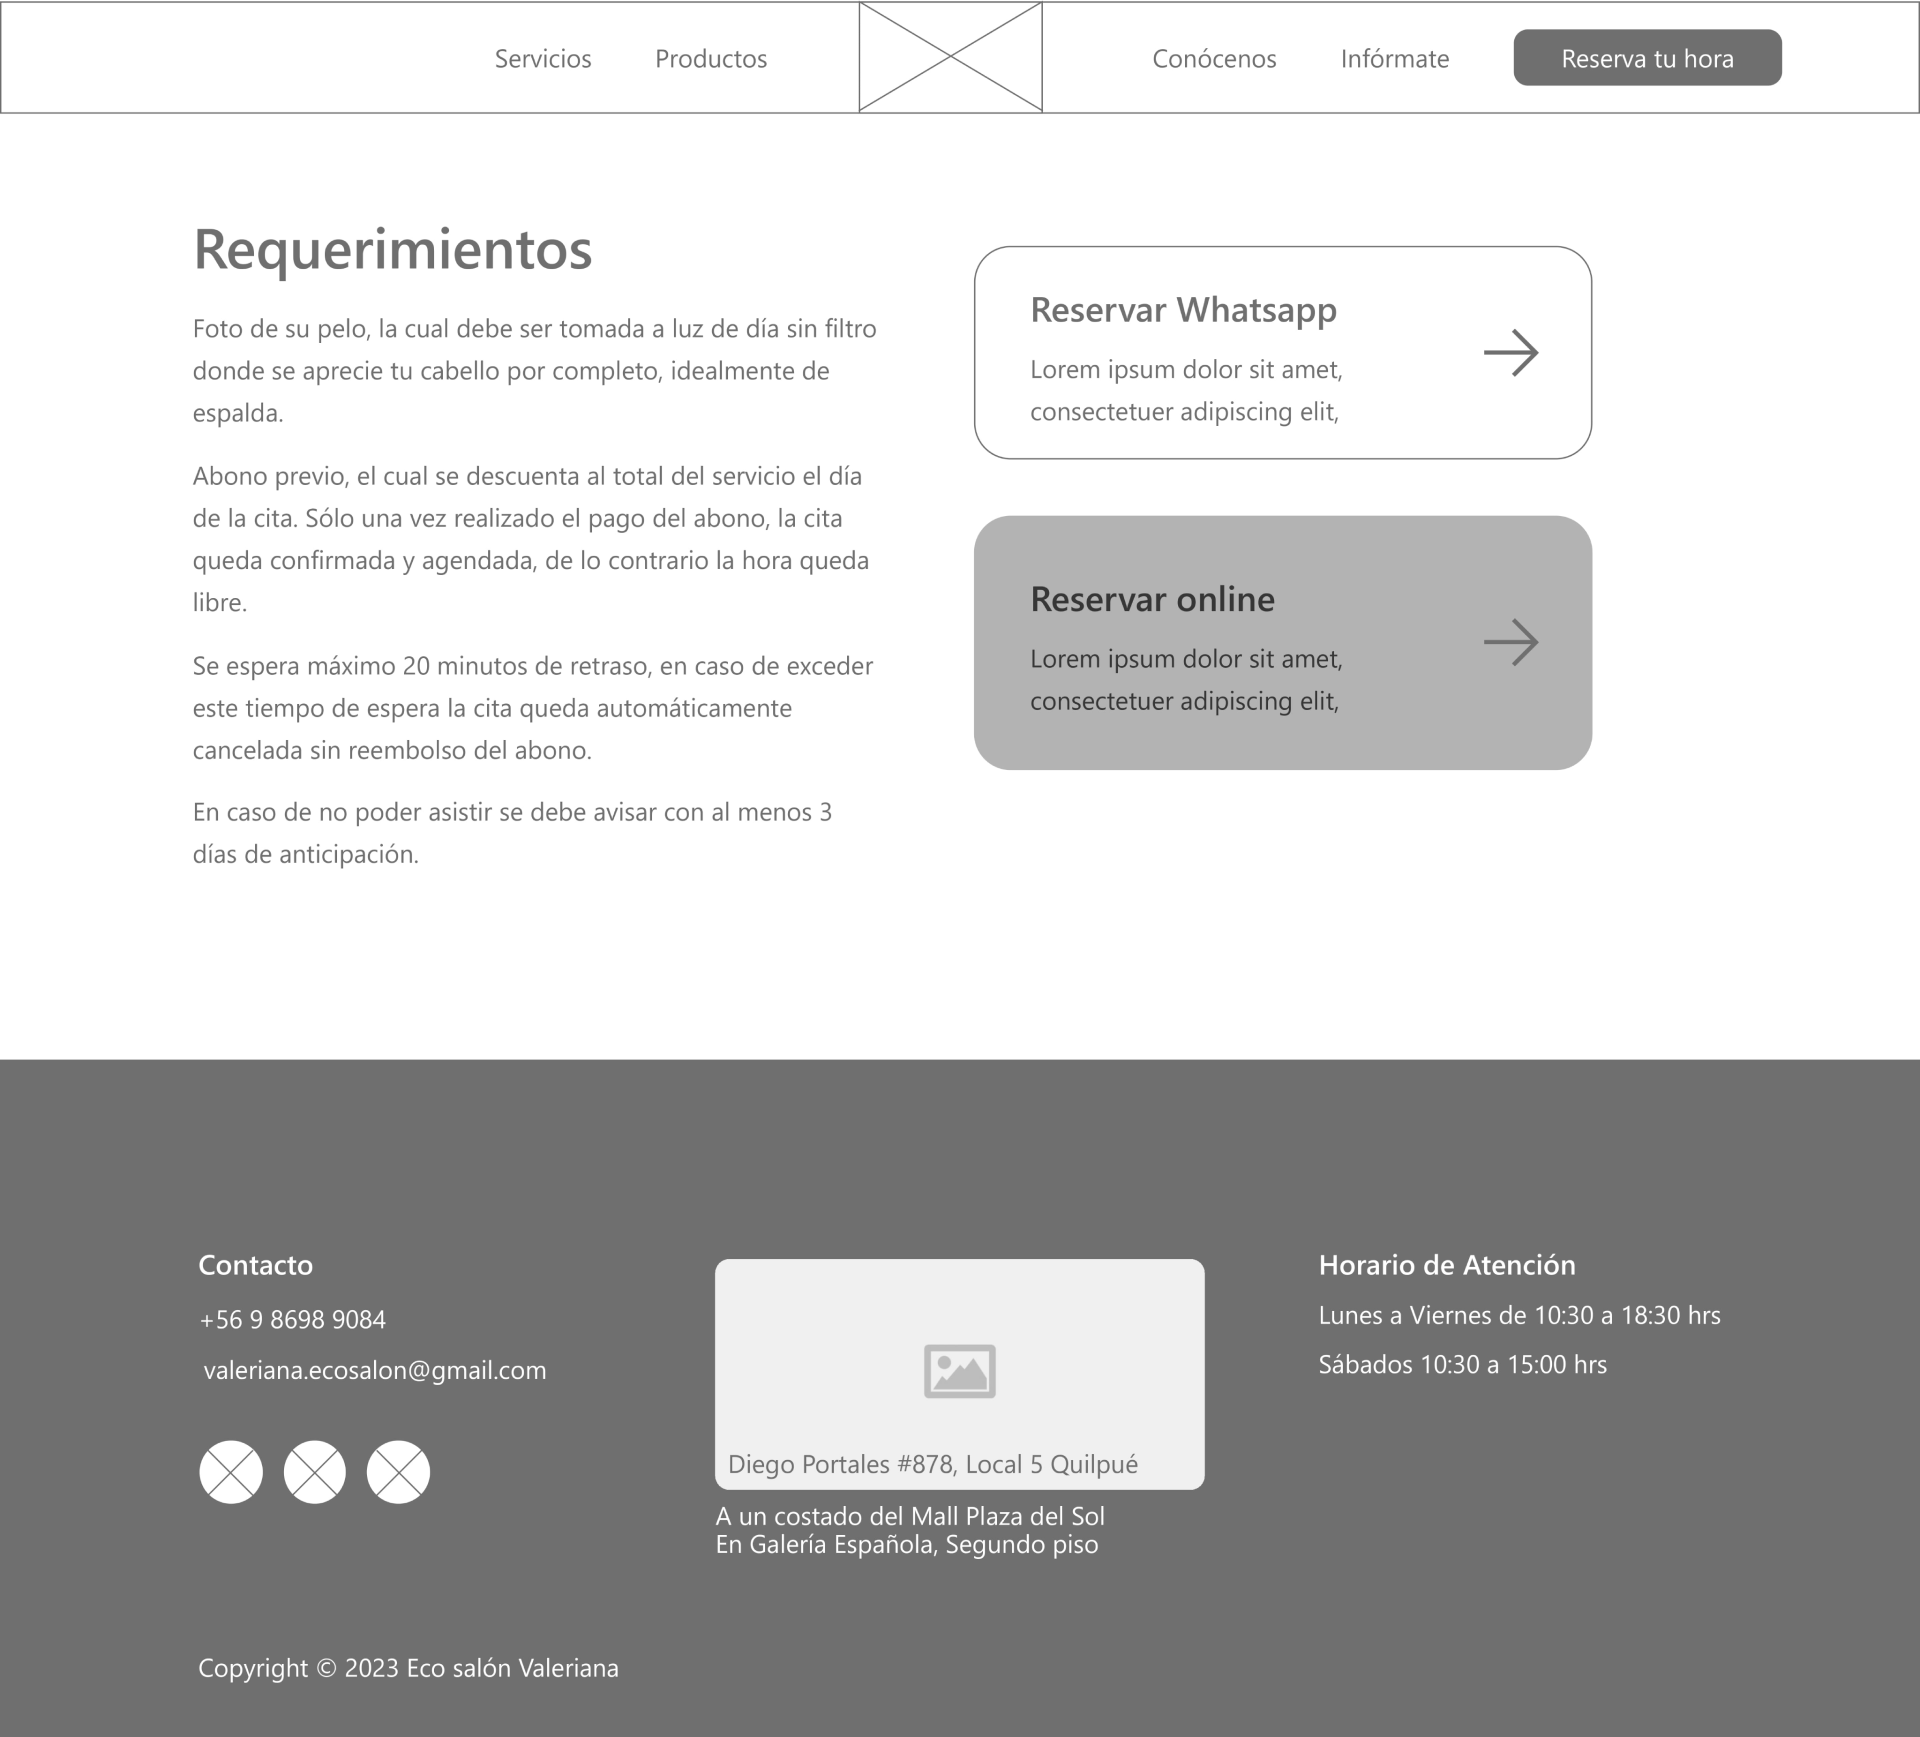 Servicios
Productos
Conócenos
Infórmate
Reserva tu hora
Requerimientos
Foto de su pelo, la cual debe ser tomada a luz de día sin filtro
donde se aprecie tu cabello por completo, idealmente de
espalda.
Abono previo, el cual se descuenta al total del servicio el día
de la cita. Sólo una vez realizado el pago del abono, la cita
queda confirmada y agendada, de lo contrario la hora queda
libre.
Se espera máximo 20 minutos de retraso, en caso de exceder
este tiempo de espera la cita queda automáticamente
cancelada sin reembolso del abono.
En caso de no poder asistir se debe avisar con al menos 3
días de anticipación.
Reservar Whatsapp
Lorem ipsum dolor sit amet,
consectetuer adipiscing elit,
Reservar online
Lorem ipsum dolor sit amet,
consectetuer adipiscing elit,
Contacto
+56 9 8698 9084
valeriana.ecosalon@gmail.com
Diego Portales #878, Local 5 Quilpué
A un costado del Mall Plaza del Sol
En Galería Española, Segundo piso
Horario de Atención
Lunes a Viernes de 10:30 a 18:30 hrs
Sábados 10:30 a 15:00 hrs
Copyright © 2023 Eco salón Valeriana